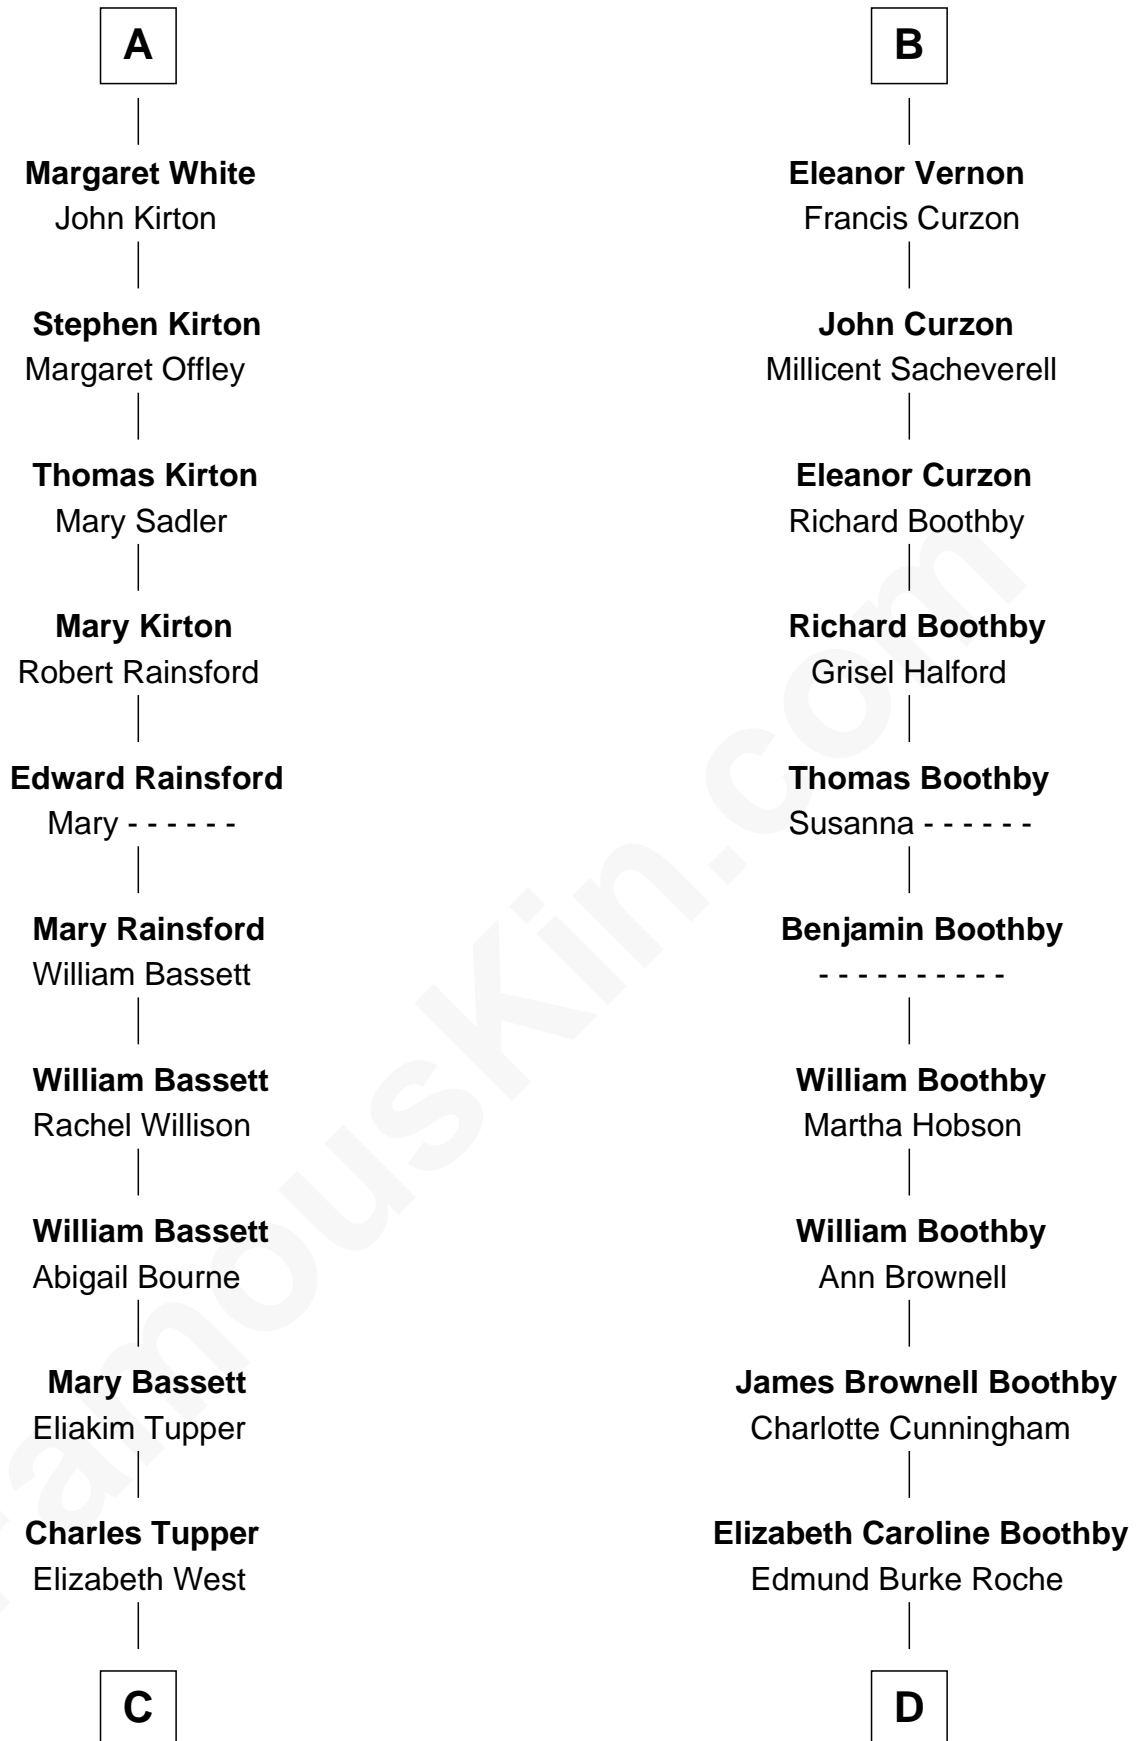 A
Margaret White
John Kirton
Stephen Kirton
Margaret Offley
Thomas Kirton
Mary Sadler
Mary Kirton
Robert Rainsford
Edward Rainsford
Mary - - - - - -
Mary Rainsford
William Bassett
William Bassett
Rachel Willison
William Bassett
Abigail Bourne
Mary Bassett
Eliakim Tupper
Charles Tupper
Elizabeth West
C
B
Eleanor Vernon
Francis Curzon
John Curzon
Millicent Sacheverell
Eleanor Curzon
Richard Boothby
Richard Boothby
Grisel Halford
Thomas Boothby
Susanna - - - - - -
Benjamin Boothby
- - - - - - - - - -
William Boothby
Martha Hobson
William Boothby
Ann Brownell
James Brownell Boothby
Charlotte Cunningham
Elizabeth Caroline Boothby
Edmund Burke Roche
D
FamousKin.com